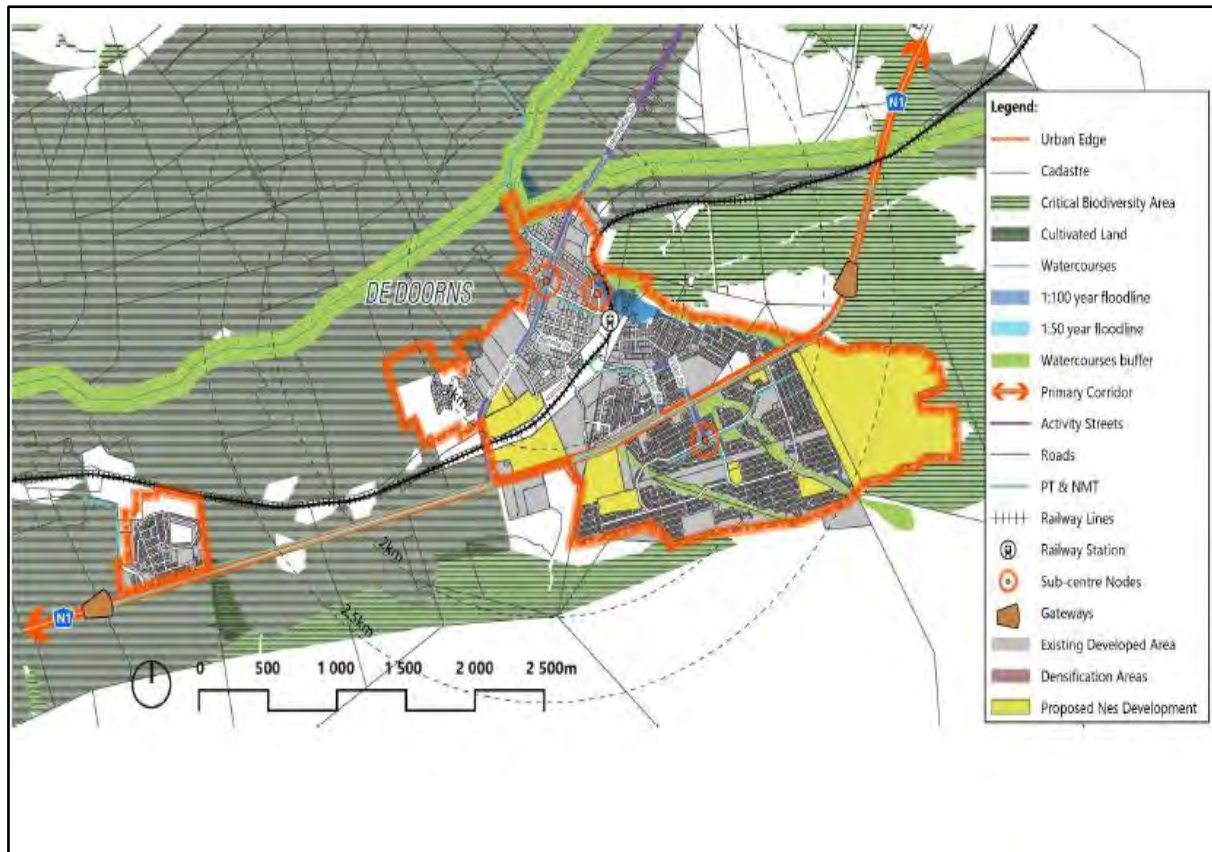 N1
DE DOORNS
1km
2km
2.5km
N1
0 500 1 000 1 500 2 000 2 500m
Legend:
Urban Edge
Cadastre
Critical Biodiversity Area
Cultivated Land
Watercourses
1:100 year floodline
1:50 year floodline
Watercourses buffer
Primary Corridor
Activity Streets
Roads
PT & NMT
Railway Lines
Railway Station
Sub-centre Nodes
Gateways
Existing Developed Area
Densification Areas
Proposed Nes Development